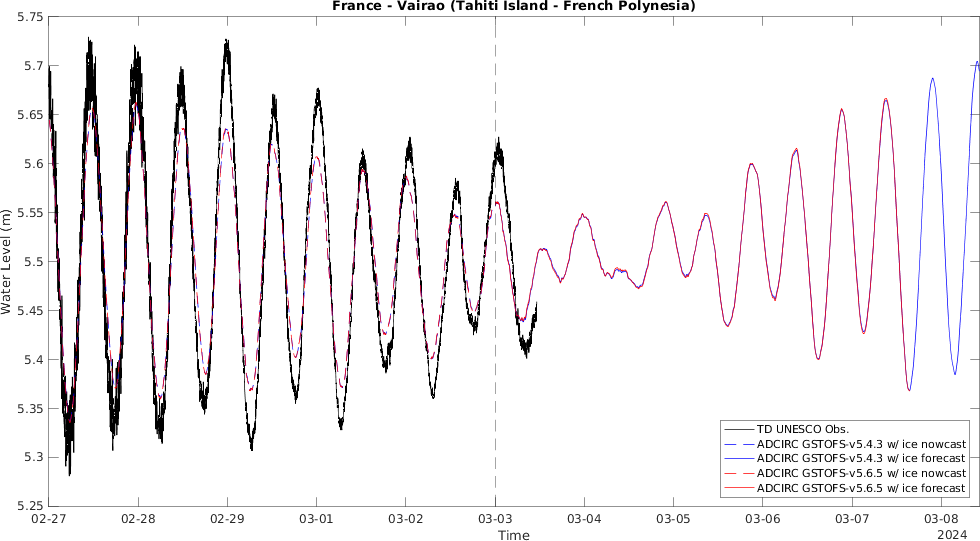 France - Vairao (Tahiti Island - French Polynesia)
5.75
5.7
5.65
5.6
5.55
5.5
5.45
5.4
5.35
5.3
5.25
Water Level (m)
TD UNESCO Obs.
ADCIRC GSTOFS-v5.4.3 w/ ice nowcast
ADCIRC GSTOFS-v5.4.3 w/ ice forecast
ADCIRC GSTOFS-v5.6.5 w/ ice nowcast
ADCIRC GSTOFS-v5.6.5 w/ ice forecast
02-27 02-28 02-29 03-01 03-02 03-03 03-04 03-05 03-06 03-07 03-08
Time 2024